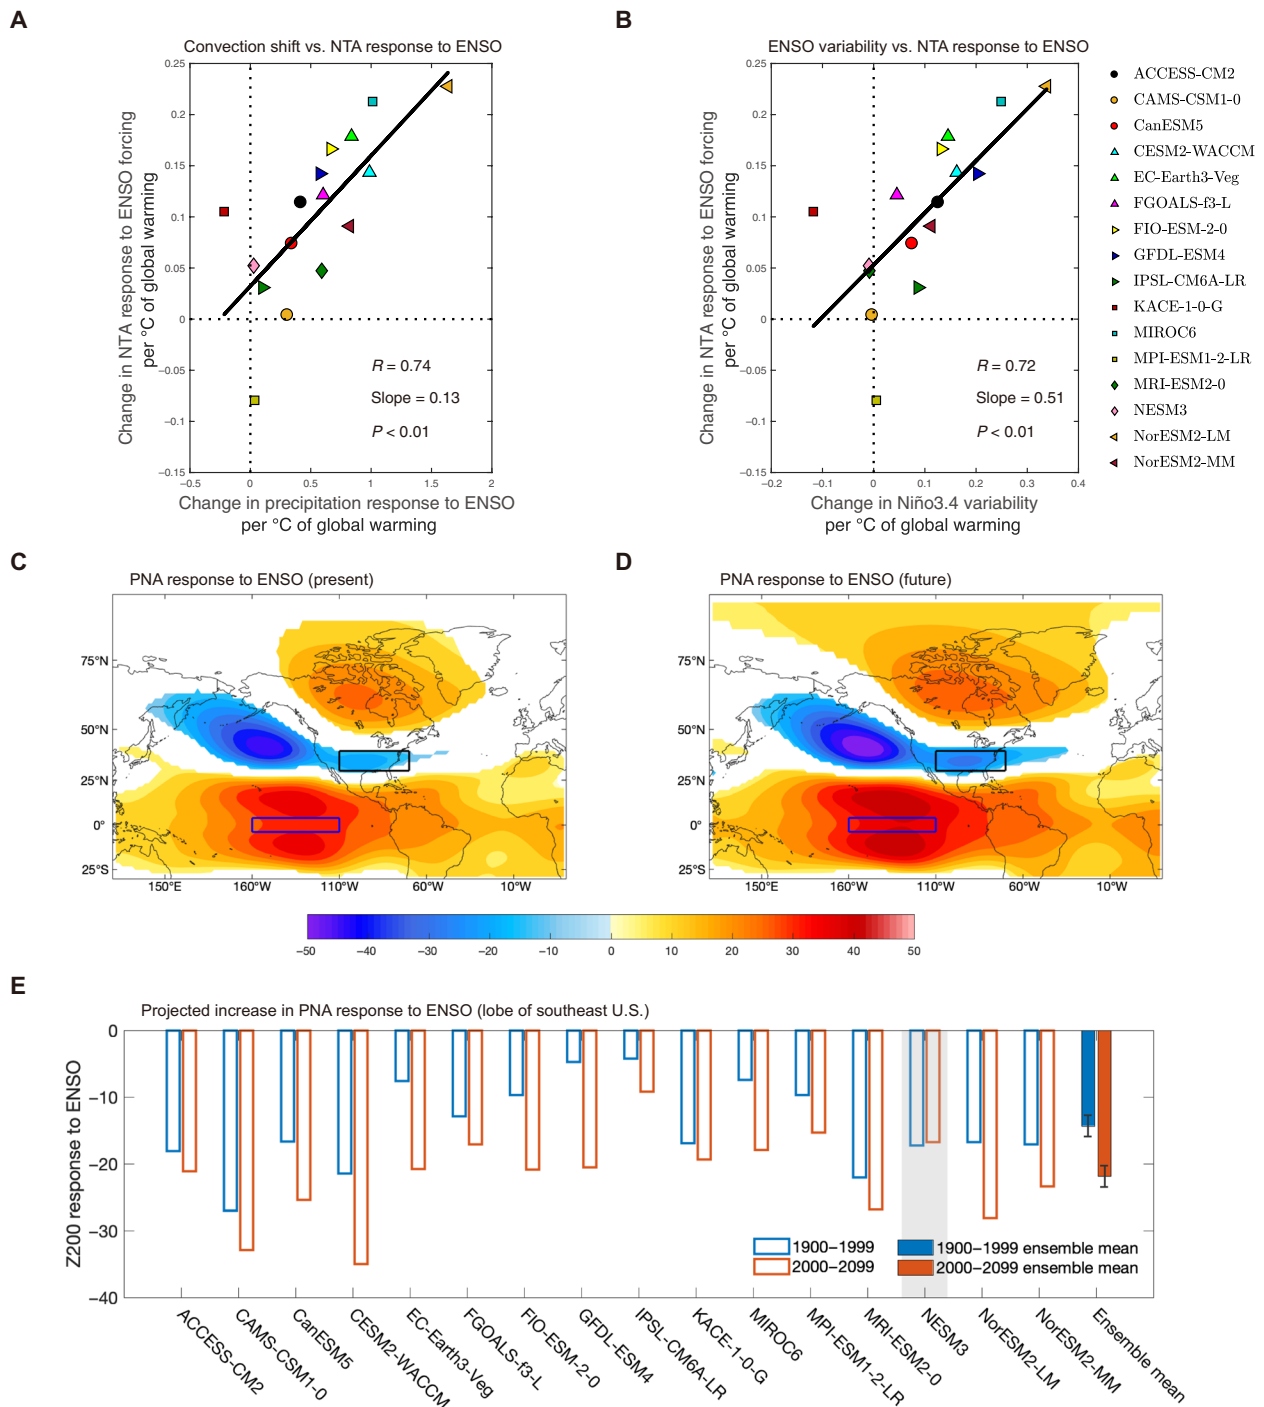 A
B
Convection shift vs. NTA response to ENSO
ENSO variability vs. NTA response to ENSO
Change in NTA response to ENSO forcing
per °C of global warming
0.25
0.2
0.15
0.1
0.05
0
−0.05
−0.1
−0.15
R = 0.74
Slope = 0.13
P < 0.01
−0.5 0 0.5 1 1.5 2
Change in precipitation response to ENSO
per °C of global warming
Change in NTA response to ENSO forcing
per °C of global warming
0.25
0.2
0.15
0.1
0.05
0
−0.05
−0.1
−0.15
R = 0.72
Slope = 0.51
P < 0.01
−0.2 −0.1 0 0.1 0.2 0.3 0.4
Change in Niño3.4 variability
per °C of global warming
ACCESS-CM2
CAMS-CSM1-0
CanESM5
CESM2-WACCM
EC-Earth3-Veg
FGOALS-f3-L
FIO-ESM-2-0
GFDL-ESM4
IPSL-CM6A-LR
KACE-1-0-G
MIROC6
MPI-ESM1-2-LR
MRI-ESM2-0
NESM3
NorESM2-LM
NorESM2-MM
C
D
PNA response to ENSO (present)
PNA response to ENSO (future)
75°N
50°N
25°N
0°
25°S
150°E 160°W 110°W 60°W 10°W
75°N
50°N
25°N
0°
25°S
150°E 160°W 110°W 60°W 10°W
−50 −40 −30 −20 −10 0 10 20 30 40 50
E
Projected increase in PNA response to ENSO (lobe of southeast U.S.)
Z200 response to ENSO
0
−10
−20
−30
−40
1900−1999
2000−2099
1900−1999 ensemble mean
2000−2099 ensemble mean
ACCESS-CM2
CAMS-CSM1-0
CanESM5
CESM2-WACCM
EC-Earth3-Veg
FGOALS-f3-L
FIO-ESM-2-0
GFDL-ESM4
IPSL-CM6A-LR
KACE-1-0-G
MIROC6
MPI-ESM1-2-LR
MRI-ESM2-0
NESM3
NorESM2-LM
NorESM2-MM
Ensemble mean